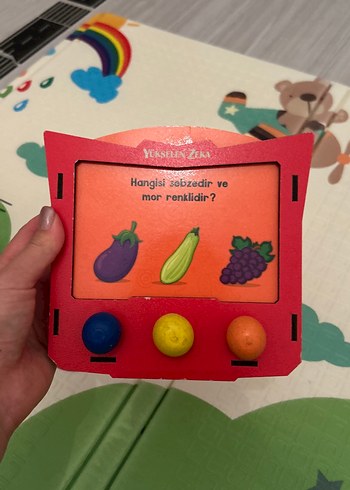 YÜKSELEN ZEKA
Hangisi sebzedir ve
mor renklidir?